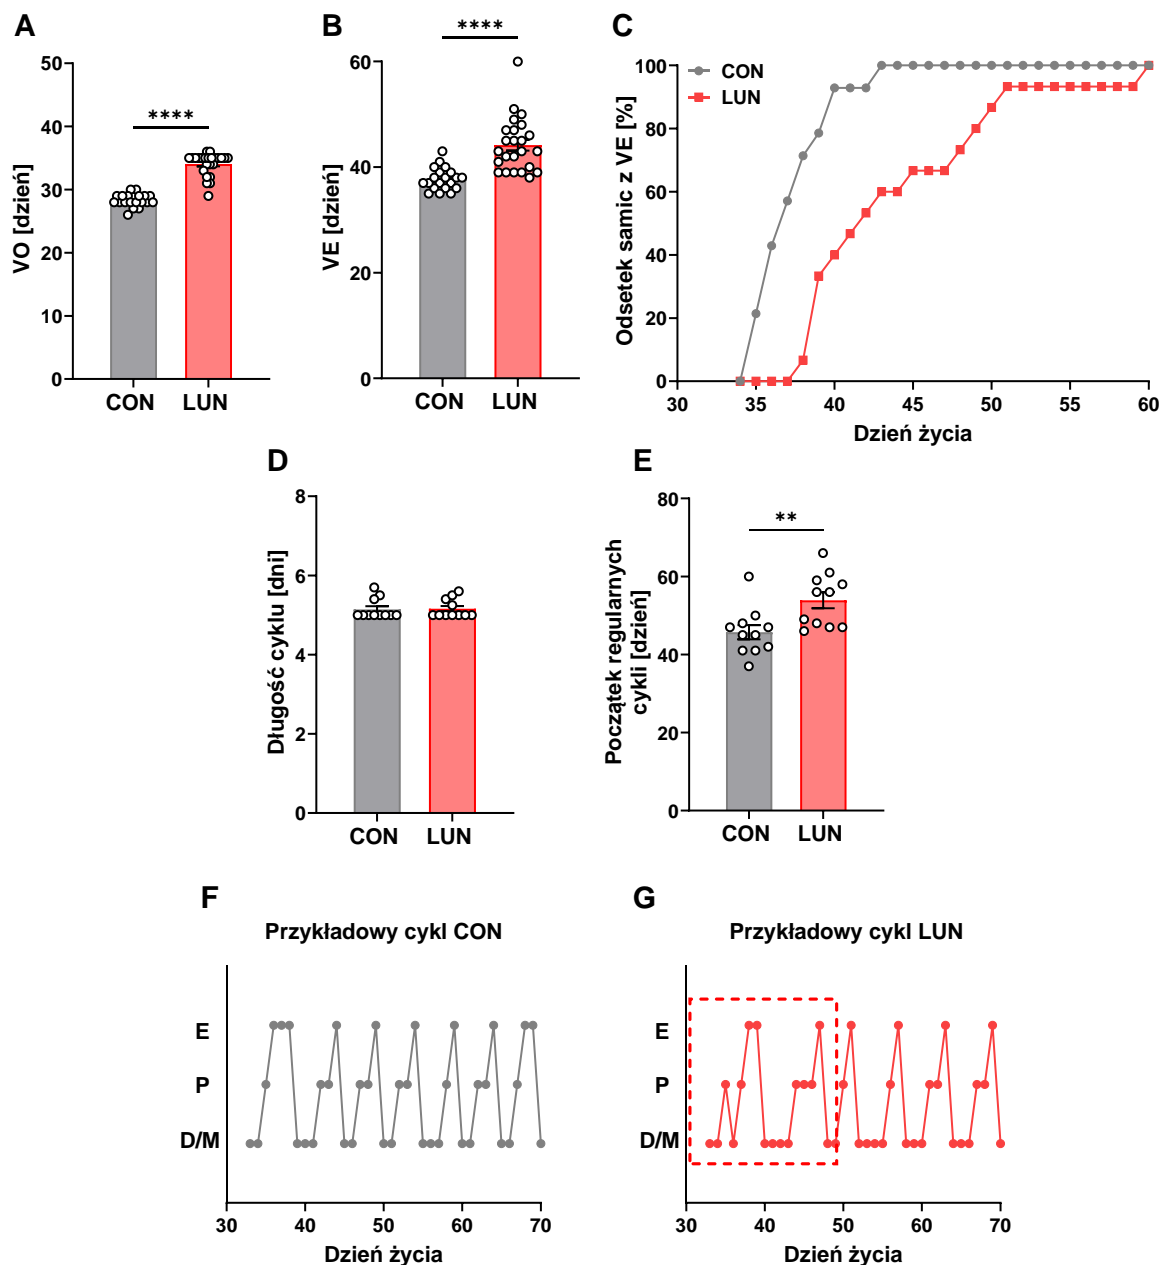 A
VO [dzień]
50
40
30
20
10
0
****
CON
LUN
B
VE [dzień]
60
40
20
0
****
CON
LUN
C
Odsetek samic z VE [%]
100
80
60
40
20
0
CON
LUN
30
35
40
45
50
55
60
Dzień życia
D
Długość cyklu [dni]
8
6
4
2
0
CON
LUN
E
Początek regularnych
cykli [dzień]
80
60
40
20
0
**
CON
LUN
F
Przykładowy cykl CON
E
P
D/M
30
40
50
60
70
Dzień życia
G
Przykładowy cykl LUN
E
P
D/M
30
40
50
60
70
Dzień życia